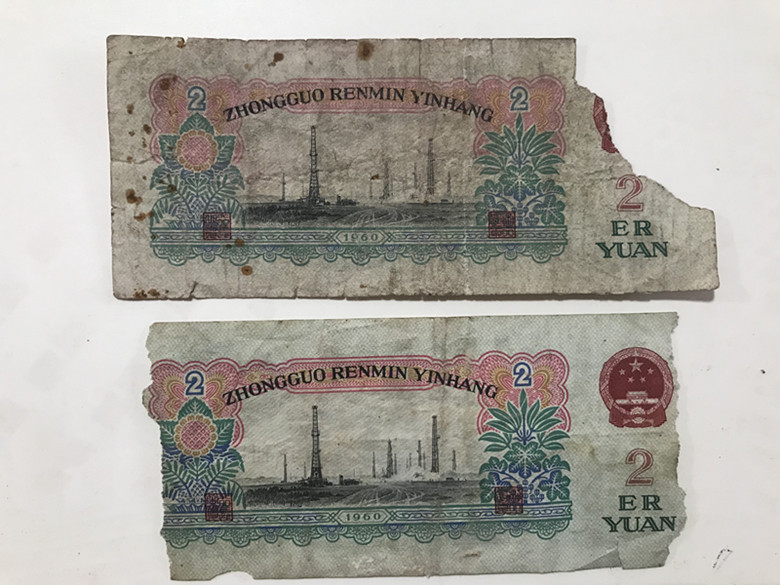 2 2
ZHONGGUO RENMIN YINHANG
2
ER
YUAN
1960
2 2
ZHONGGUO RENMIN YINHANG
2
ER
YUAN
1960